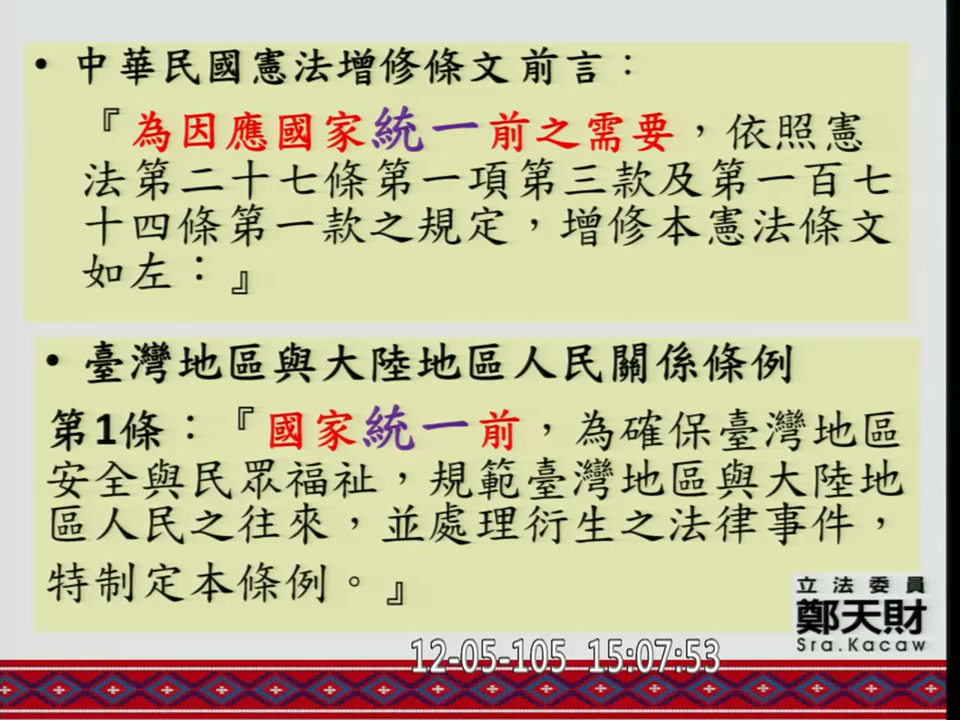 • 中華民國憲法增修條文前言：
『為因應國家統一前之需要，依照憲
法第二十七條第一項第三款及第一百七
十四條第一款之規定，增修本憲法條文
如左：』
• 臺灣地區與大陸地區人民關係條例
第1條：『國家統一前，為確保臺灣地區
安全與民眾福祉，規範臺灣地區與大陸地
區人民之往來，並處理衍生之法律事件，
特制定本條例。』
立法委員
鄭天財
Sra.Kacaw
12-05-105 15:07:53